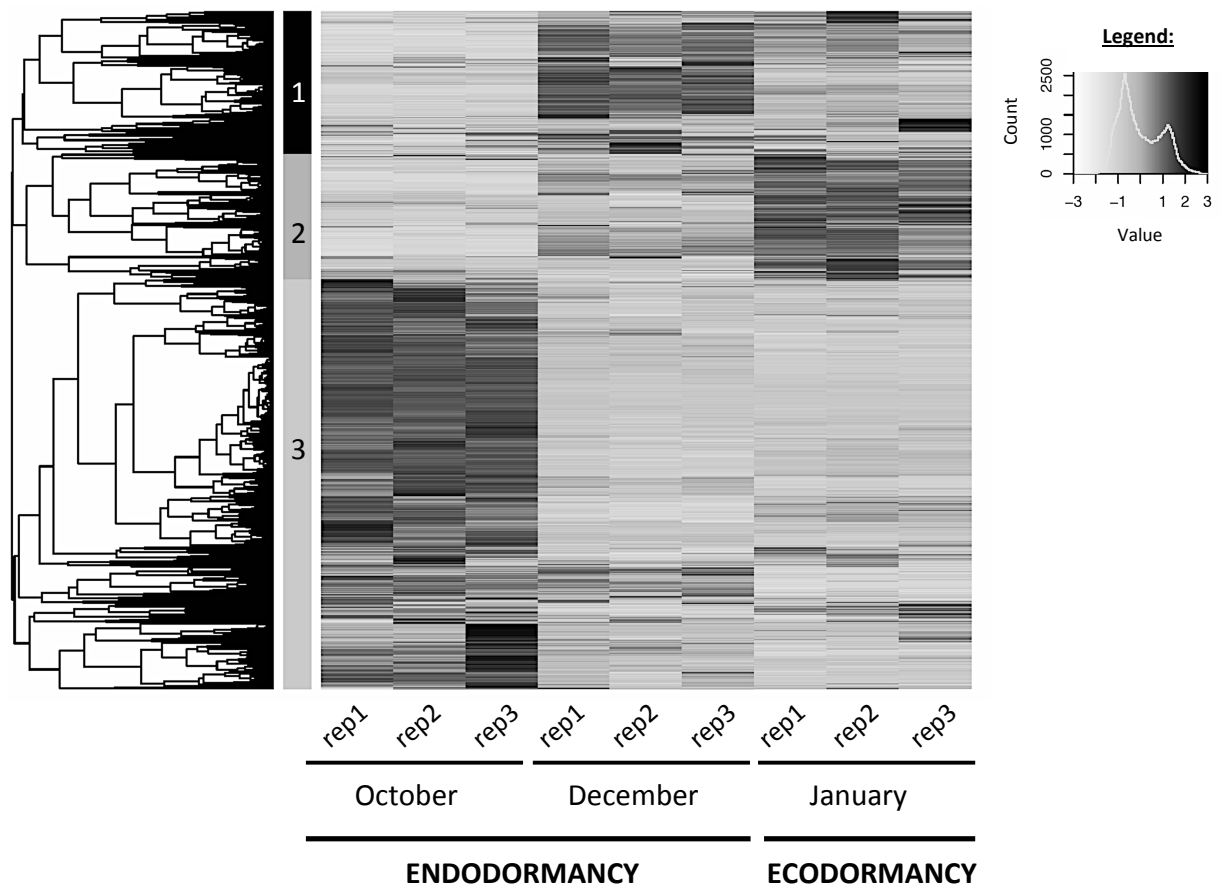 1
2
3
Legend:
Count
2500
1000
0
-3 -1 1 2 3
Value
rep1 rep2 rep3 rep1 rep2 rep3 rep1 rep2 rep3
October December January
ENDODORMANCY ECODORMANCY